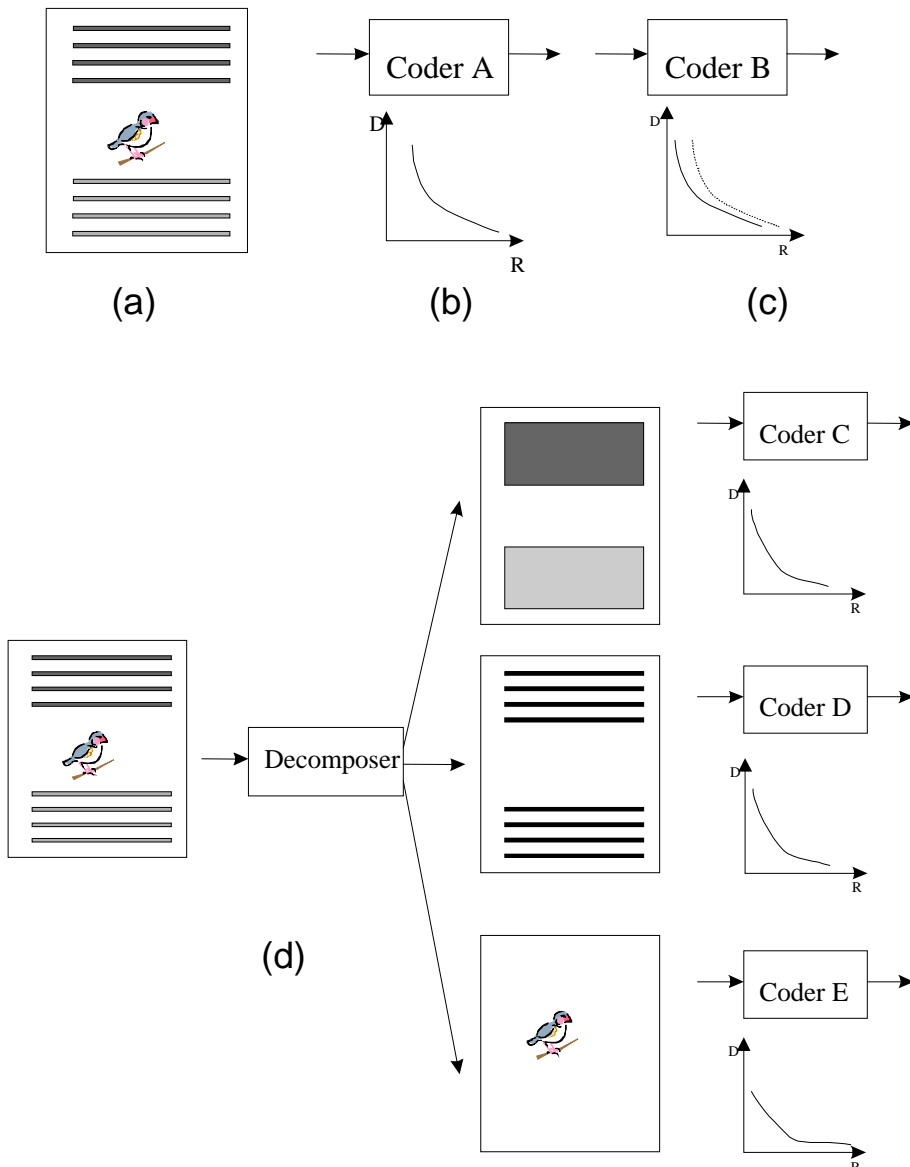 Coder A
Coder B
D
R
D
R
(a)
(b)
(c)
Coder C
D
R
Decomposer
Coder D
D
R
(d)
Coder E
D
R